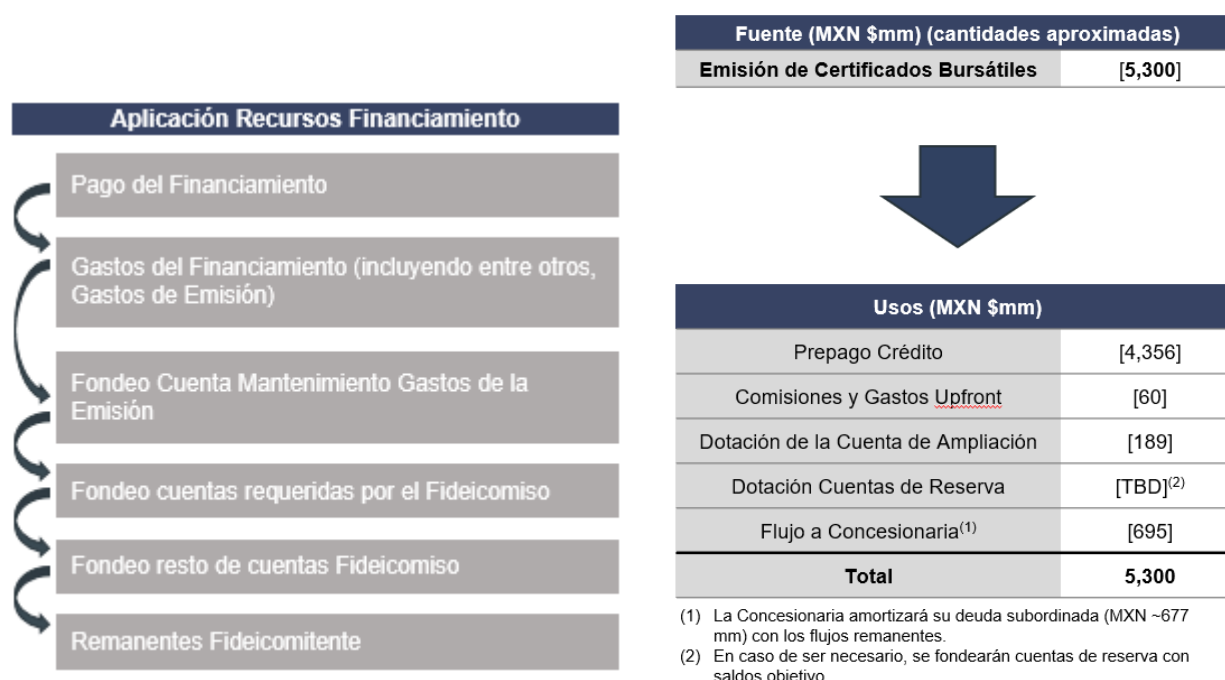 Aplicación Recursos Financiamiento
Pago del Financiamiento
Gastos del Financiamiento (incluyendo entre otros,
Gastos de Emisión)
Fondeo Cuenta Mantenimiento Gastos de la
Emisión
Fondeo cuentas requeridas por el Fideicomiso
Fondeo resto de cuentas Fideicomiso
Remanentes Fideicomitente
Fuente (MXN $mm) (cantidades aproximadas)
Emisión de Certificados Bursátiles [5,300]
Usos (MXN $mm)
Prepago Crédito [4,356]
Comisiones y Gastos Upfront [60]
Dotación de la Cuenta de Ampliación [189]
Dotación Cuentas de Reserva [TBD](2)
Flujo a Concesionaria(1) [695]
Total 5,300
(1) La Concesionaria amortizará su deuda subordinada (MXN ~677
mm) con los flujos remanentes.
(2) En caso de ser necesario, se fondearán cuentas de reserva con
saldos objetivo